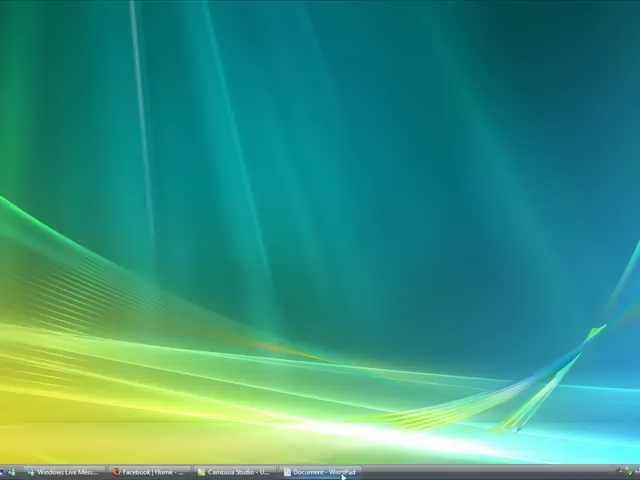 Windows Live Mess...
Facebook | Home - ...
Camtasia Studio - U...
Document - WordPad